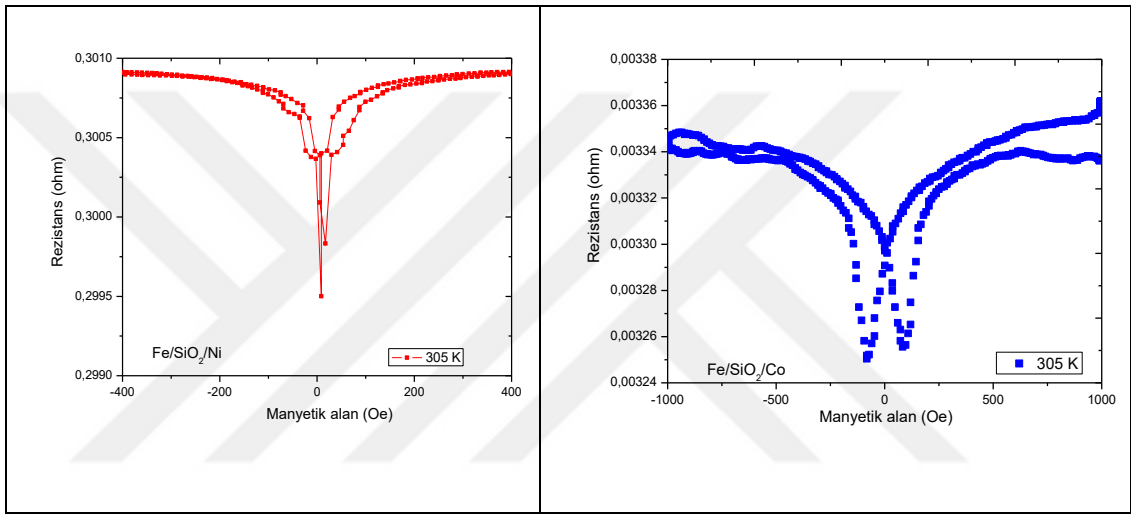 0,3010
0,3005
0,3000
0,2995
0,2990
Rezistans (ohm)
Fe/SiO2/Ni
305 K
-400
-200
0
200
400
Manyetik alan (Oe)
0,00338
0,00336
0,00334
0,00332
0,00330
0,00328
0,00326
0,00324
Rezistans (ohm)
Fe/SiO2/Co
305 K
-1000
-500
0
500
1000
Manyetik alan (Oe)